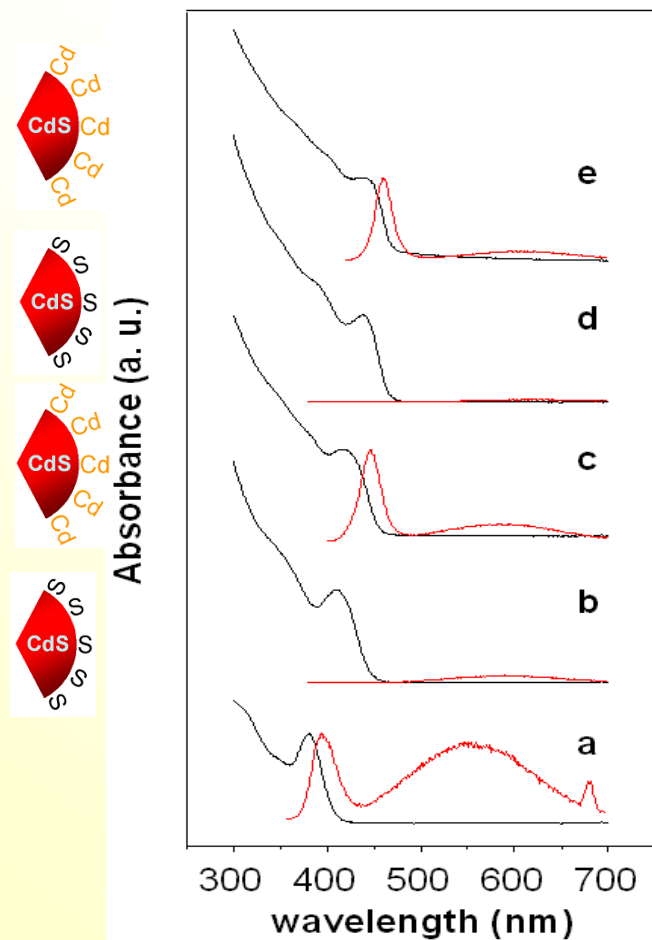 Cd
Cd
CdS
Cd
Cd
Cd
S
S
CdS
S
S
S
Cd
Cd
CdS
Cd
Cd
Cd
S
S
CdS
S
S
S
Absorbance (a. u.)
e
d
c
b
a
300 400 500 600 700
wavelength (nm)